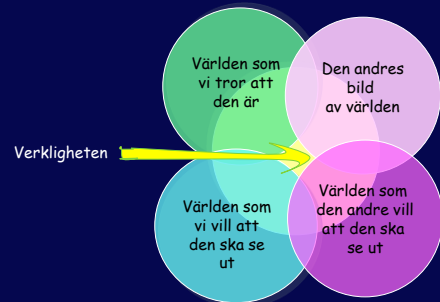 Världen som
vi tror att
den är
Den andres
bild
av världen
Verkligheten
Världen som
vi vill att
den ska se
ut
Världen som
den andre vill
att den ska
se ut